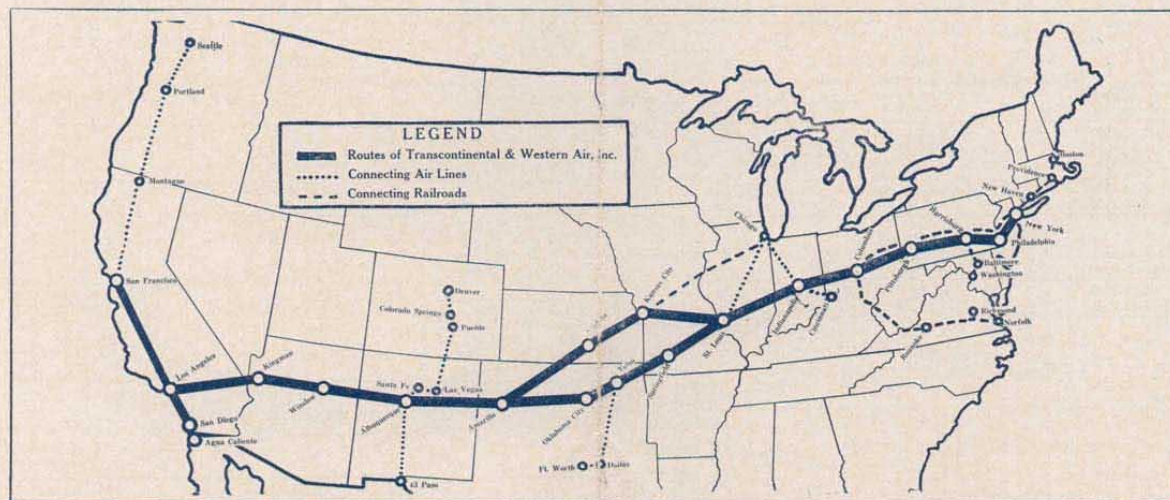 LEGEND
Routes of Transcontinental & Western Air, Inc.
Connecting Air Lines
Connecting Railroads
Seattle
Portland
Montague
San Francisco
Los Angeles
San Diego
Agua Caliente
Kingman
Winslow
Albuquerque
Santa Fe
Las Vegas
Denver
Colorado Springs
Pueblo
El Paso
Amarillo
Oklahoma City
Tulsa
Ft. Worth
Dallas
Kansas City
Springfield
St. Louis
Chicago
Indianapolis
Cincinnati
Columbus
Pittsburgh
Harrisburg
Philadelphia
New York
New Haven
Providence
Boston
Baltimore
Washington
Richmond
Norfolk
Roanoke